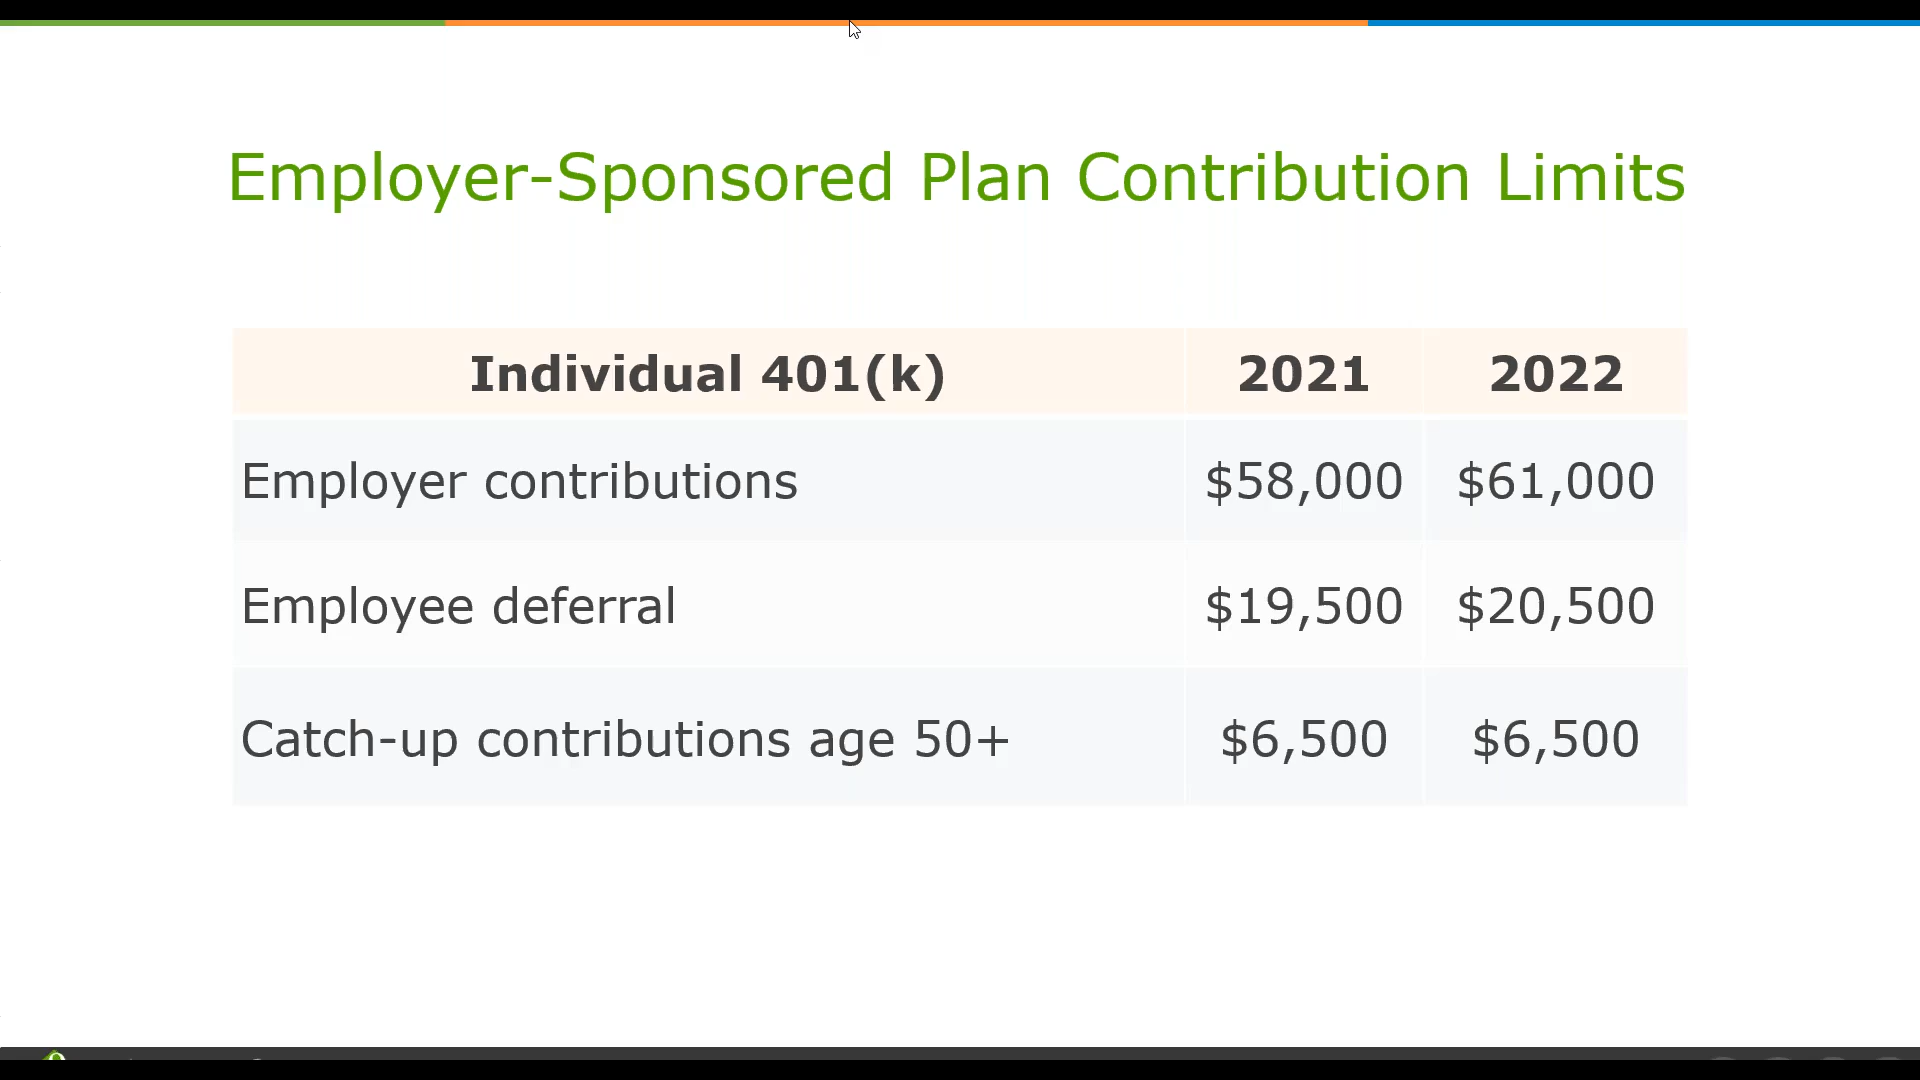 Employer-Sponsored Plan Contribution Limits
Individual 401(k) 2021 2022
Employer contributions $58,000 $61,000
Employee deferral $19,500 $20,500
Catch-up contributions age 50+ $6,500 $6,500